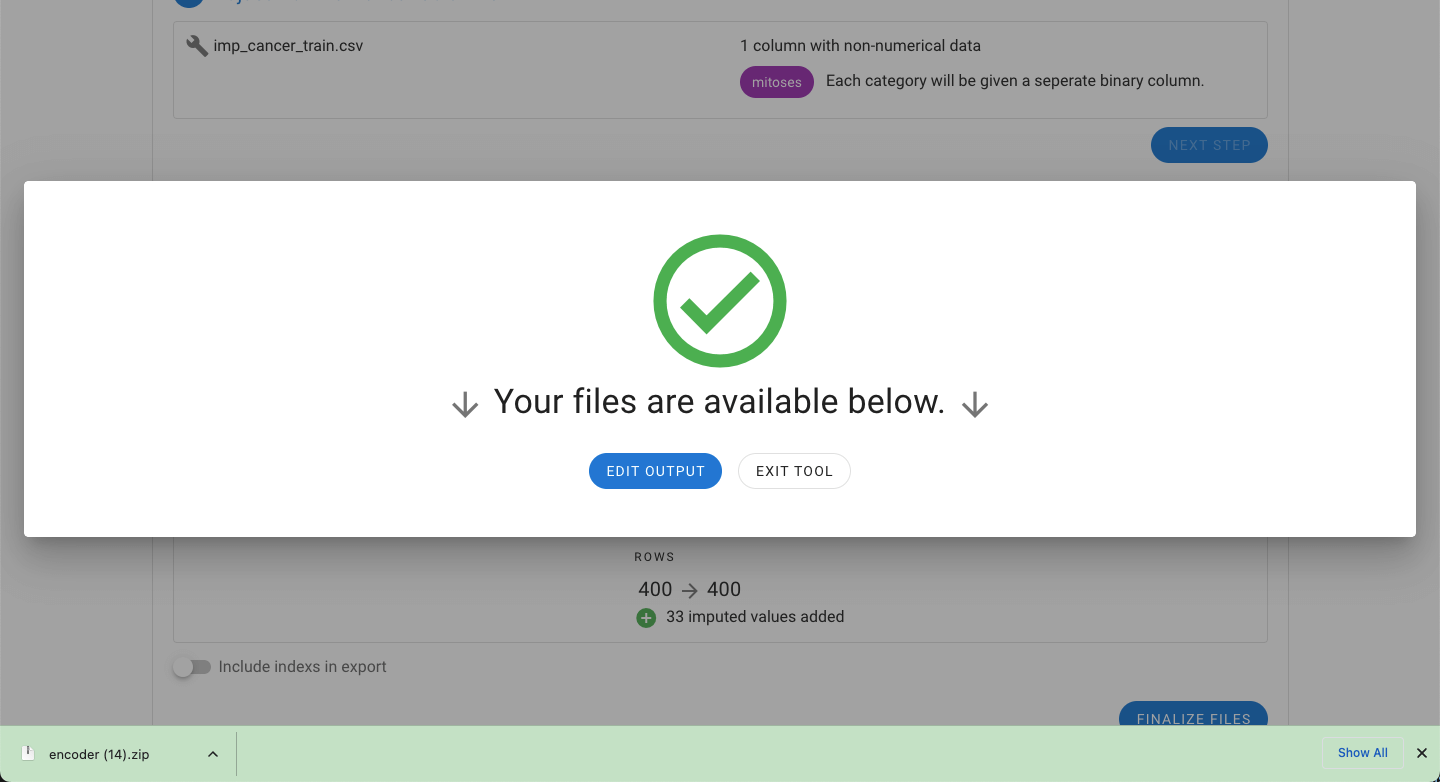 imp_cancer_train.csv
1 column with non-numerical data
mitoses Each category will be given a seperate binary column.
NEXT STEP
Your files are available below.
EDIT OUTPUT EXIT TOOL
ROWS
400 → 400
33 imputed values added
Include indexs in export
FINALIZE FILES
encoder (14).zip
Show All